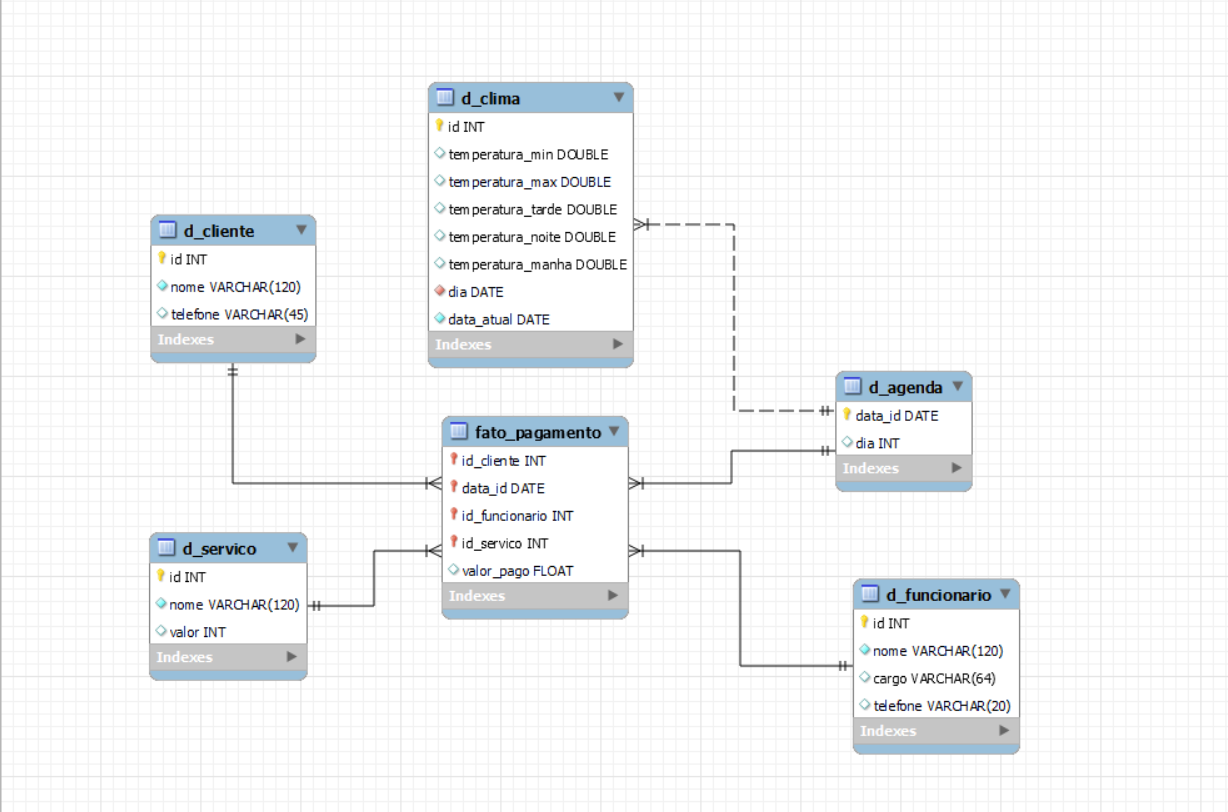 d_clima
id INT
temperatura_min DOUBLE
temperatura_max DOUBLE
temperatura_tarde DOUBLE
temperatura_noite DOUBLE
temperatura_manha DOUBLE
dia DATE
data_atual DATE
Indexes
d_cliente
id INT
nome VARCHAR(120)
telefone VARCHAR(45)
Indexes
d_agenda
data_id DATE
dia INT
Indexes
fato_pagamento
id_cliente INT
data_id DATE
id_funcionario INT
id_servico INT
valor_pago FLOAT
Indexes
d_servico
id INT
nome VARCHAR(120)
valor INT
Indexes
d_funcionario
id INT
nome VARCHAR(120)
cargo VARCHAR(64)
telefone VARCHAR(20)
Indexes